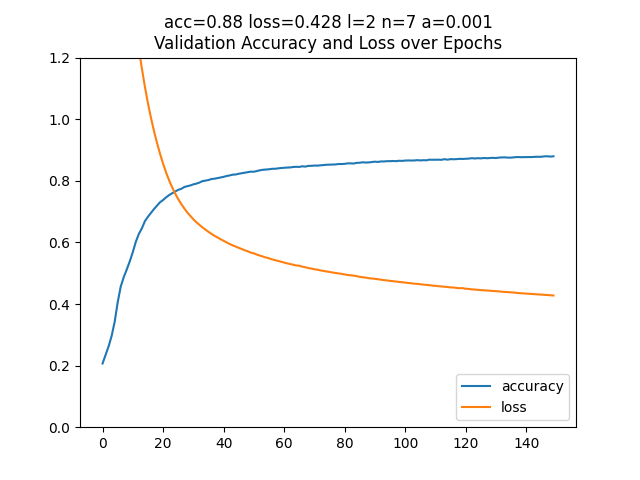 acc=0.88 loss=0.428 l=2 n=7 a=0.001
Validation Accuracy and Loss over Epochs
1.2
1.0
0.8
0.6
0.4
0.2
0.0
accuracy
loss
0 20 40 60 80 100 120 140